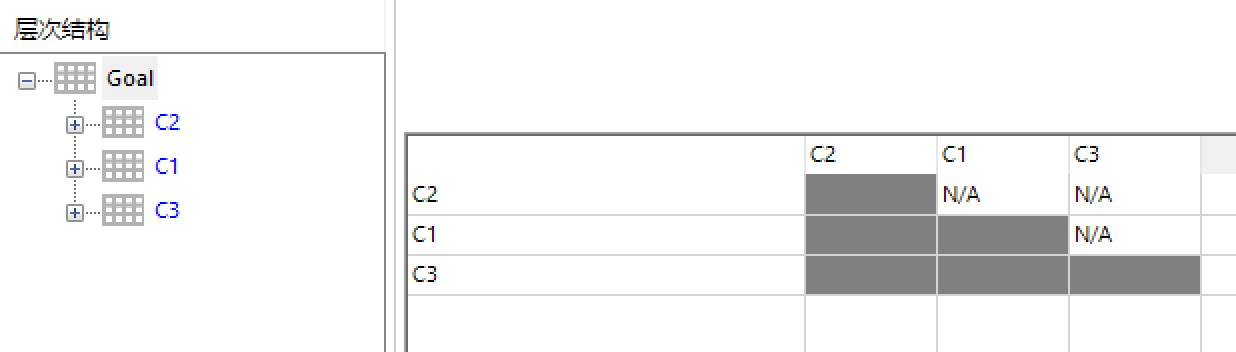 层次结构
Goal
C2
C1
C3
C2 C1 C3
C2 N/A N/A
C1 N/A
C3